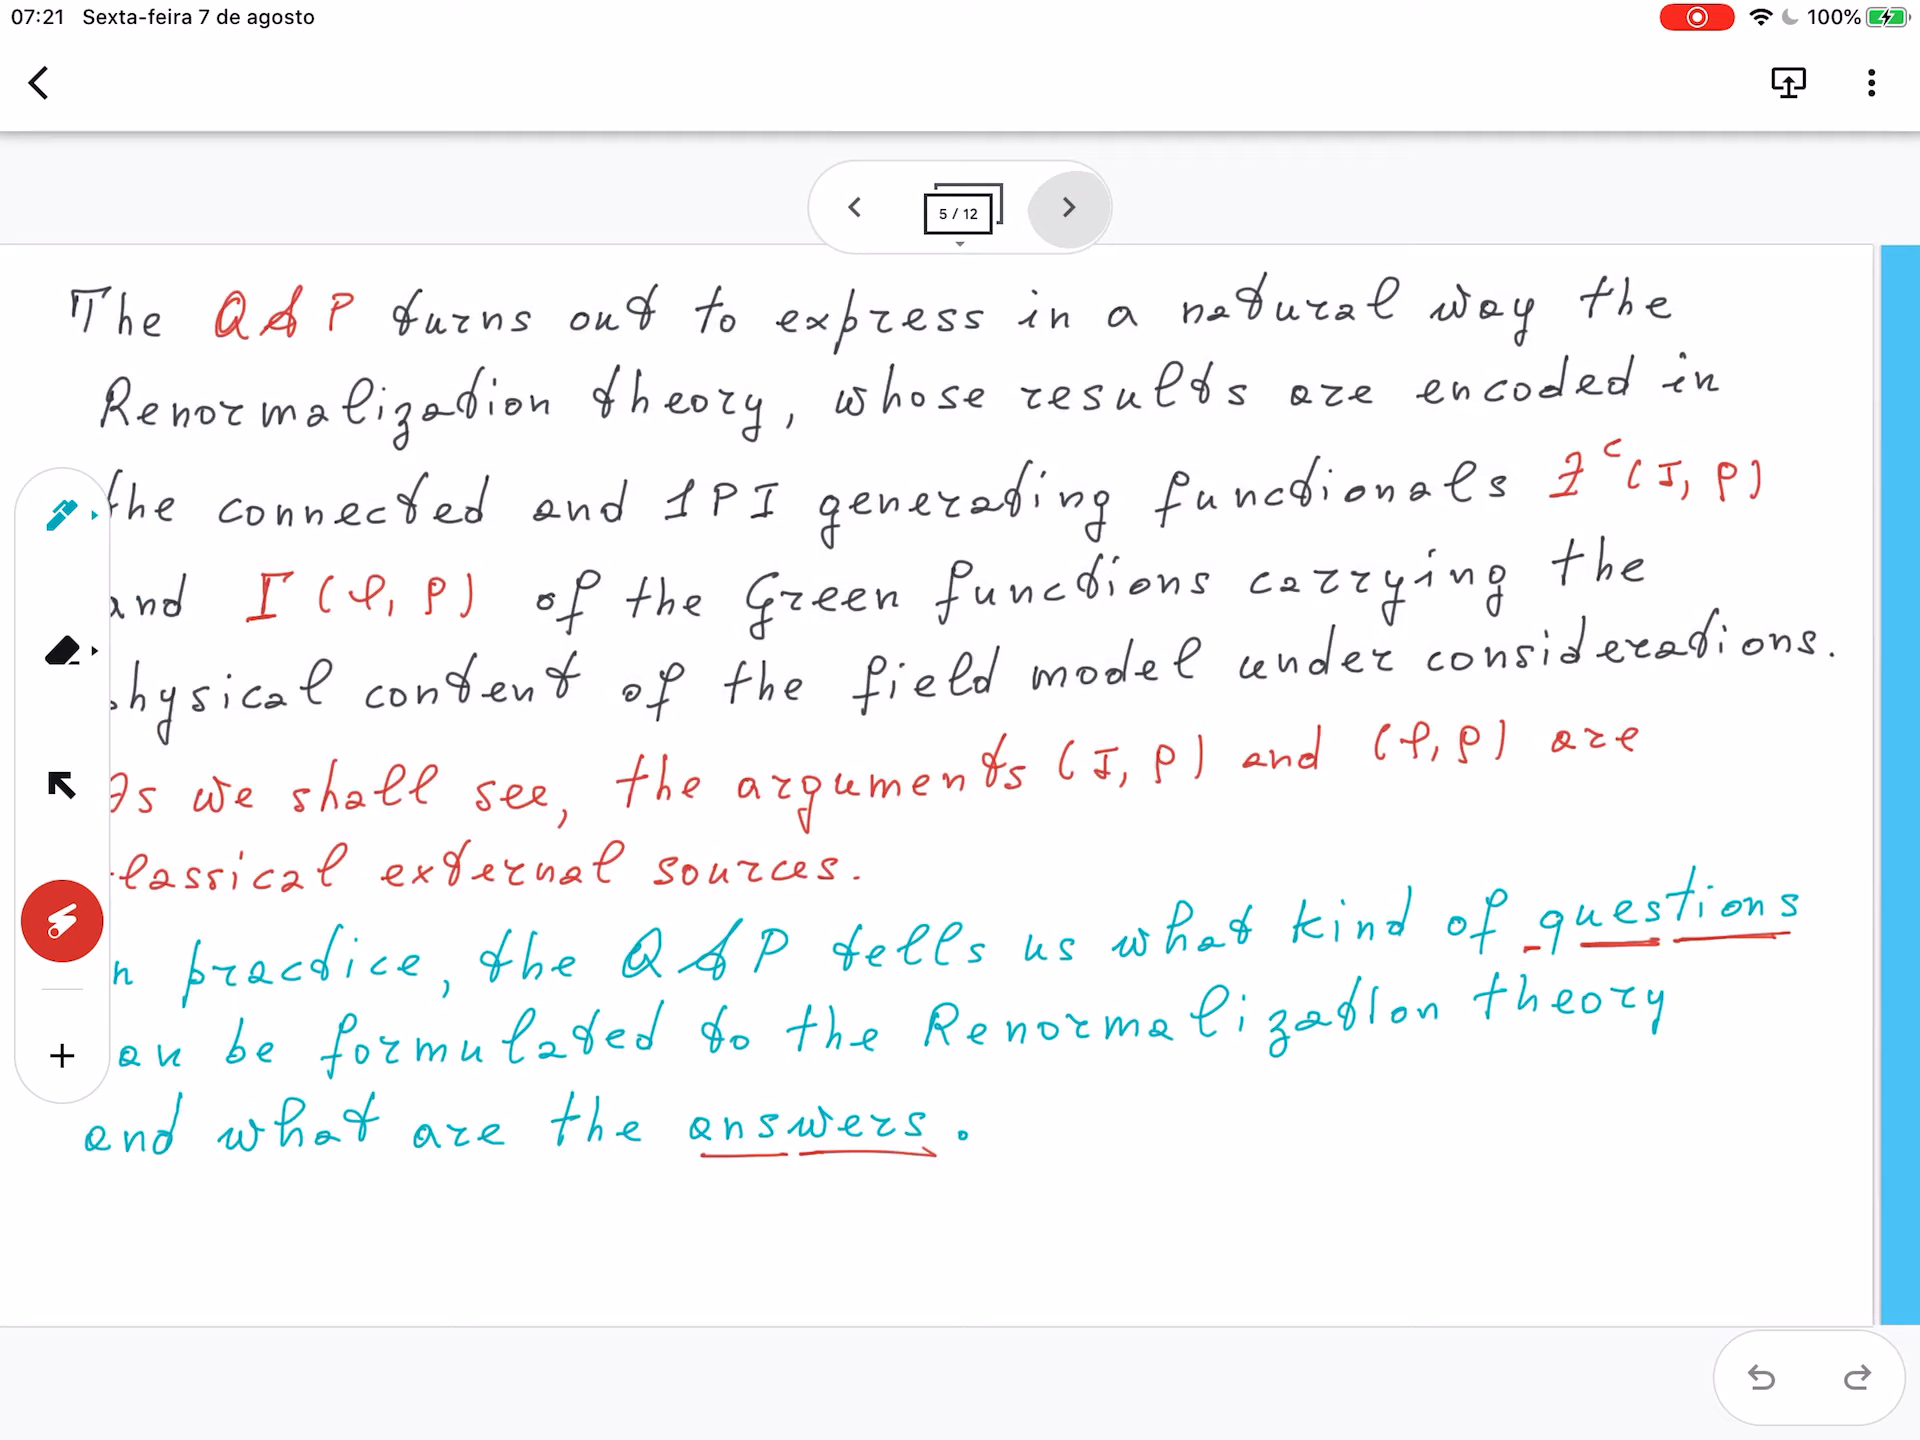 07:21 Sexta-feira 7 de agosto 100%
5 / 12
The QAP turns out to express in a natural way the
Renormalization theory, whose results are encoded in
the connected and 1PI generating functionals Z^c (J, ρ)
and Γ (φ, ρ) of the Green functions carrying the
hysical content of the field model under considerations.
As we shall see, the arguments (J, ρ) and (φ, ρ) are
lassical external sources.
n practice, the QAP tells us what kind of questions
an be formulated to the Renormalization theory
and what are the answers.